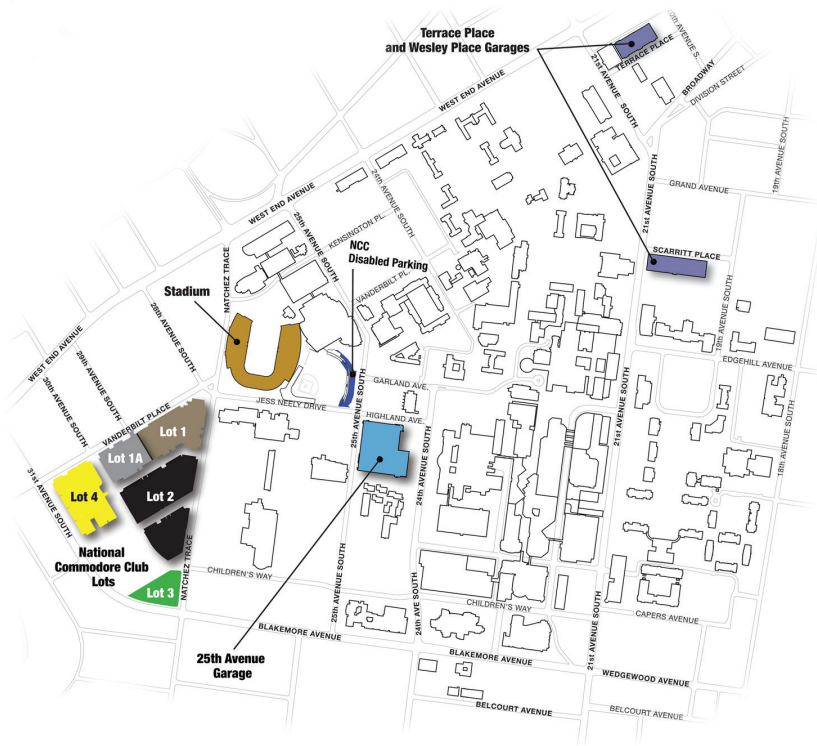 Terrace Place
and Wesley Place Garages
20th AVENUE S.
TERRACE PLACE
BROADWAY
DIVISION STREET
21st AVENUE SOUTH
WEST END AVENUE
19th AVENUE SOUTH
GRAND AVENUE
24th AVENUE SOUTH
WEST END AVENUE
25th AVENUE SOUTH
KENSINGTON PL.
21st AVENUE SOUTH
SCARRITT PLACE
NCC
Disabled Parking
VANDERBILT PL.
NATCHEZ TRACE
Stadium
28th AVENUE SOUTH
19th AVENUE SOUTH
WEST END AVENUE
29th AVENUE SOUTH
EDGEHILL AVENUE
30th AVENUE SOUTH
GARLAND AVE.
JESS NEELY DRIVE
25th AVENUE SOUTH
HIGHLAND AVE.
VANDERBILT PLACE
Lot 1
Lot 1A
21st AVENUE SOUTH
18th AVENUE SOUTH
24th AVENUE SOUTH
31st AVENUE SOUTH
Lot 4
Lot 2
National
Commodore Club
Lots
NATCHEZ TRACE
CHILDREN'S WAY
Lot 3
25th AVENUE SOUTH
24th AVE SOUTH
CHILDREN'S WAY
21st AVENUE SOUTH
CAPERS AVENUE
BLAKEMORE AVENUE
25th Avenue
Garage
BLAKEMORE AVENUE
WEDGEWOOD AVENUE
BELCOURT AVENUE
BELCOURT AVENUE